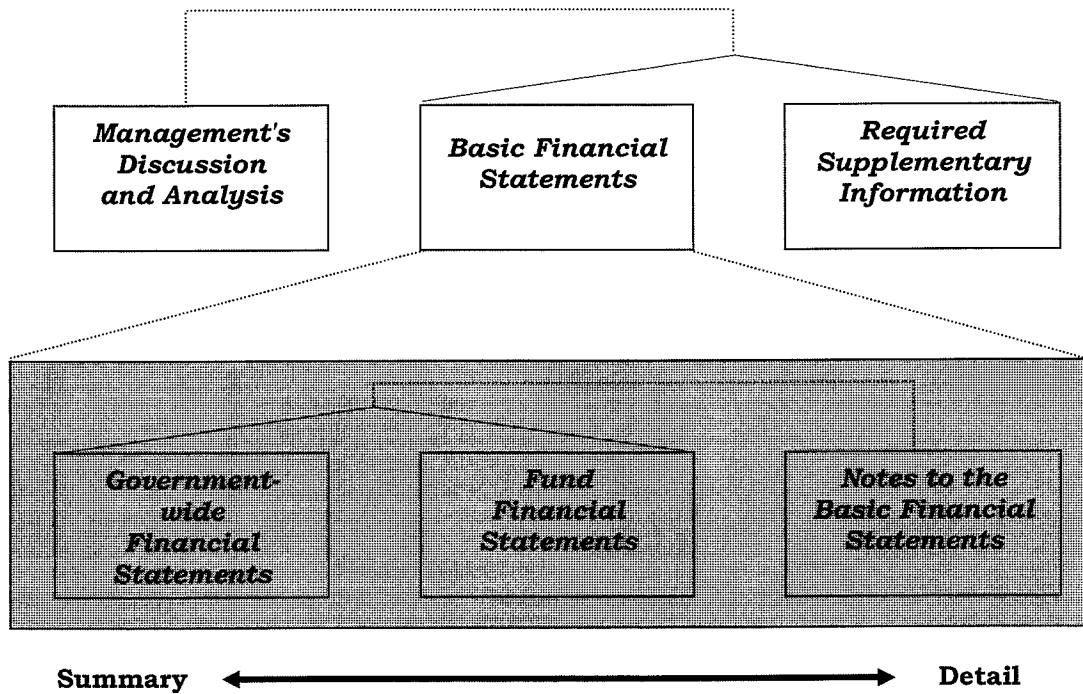 Management's
Discussion
and Analysis
Basic Financial
Statements
Required
Supplementary
Information
Government-
wide
Financial
Statements
Fund
Financial
Statements
Notes to the
Basic Financial
Statements
Summary
Detail